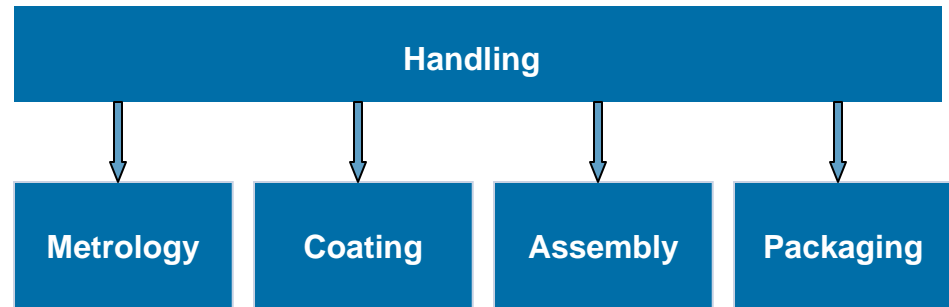 Handling
Metrology
Coating
Assembly
Packaging